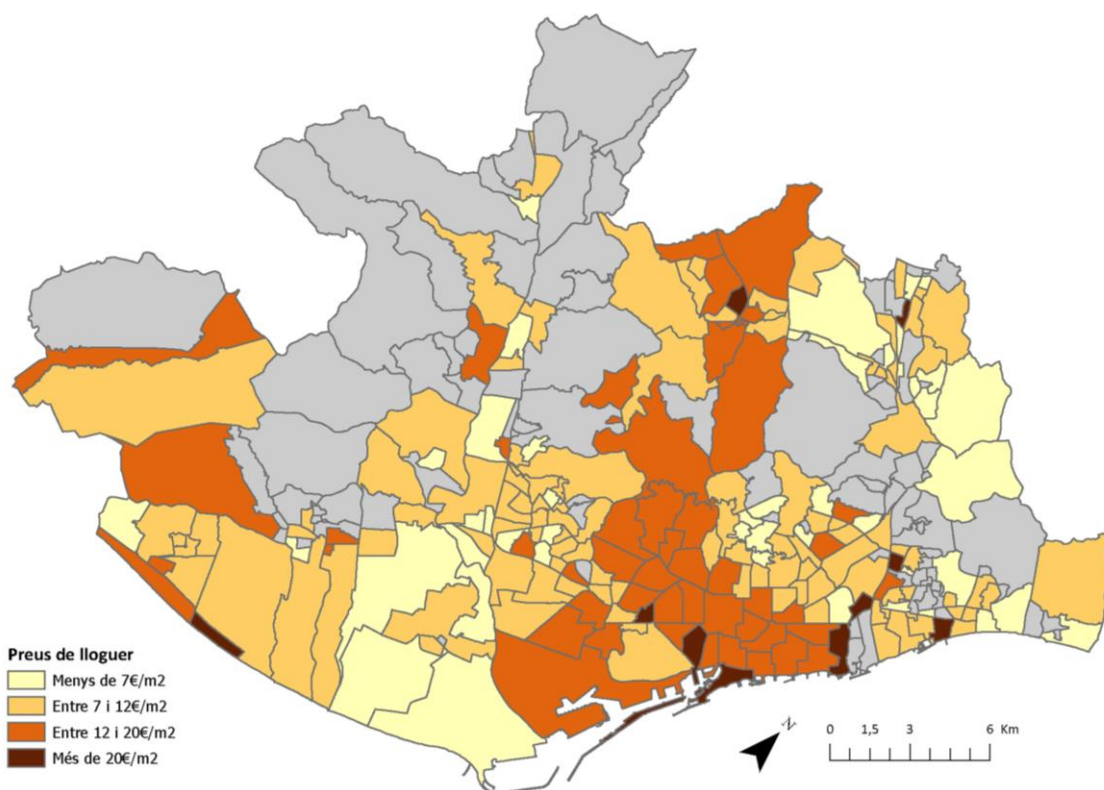 Preus de lloguer
Menys de 7€/m2
Entre 7 i 12€/m2
Entre 12 i 20€/m2
Més de 20€/m2
N
0 1,5 3 6 Km